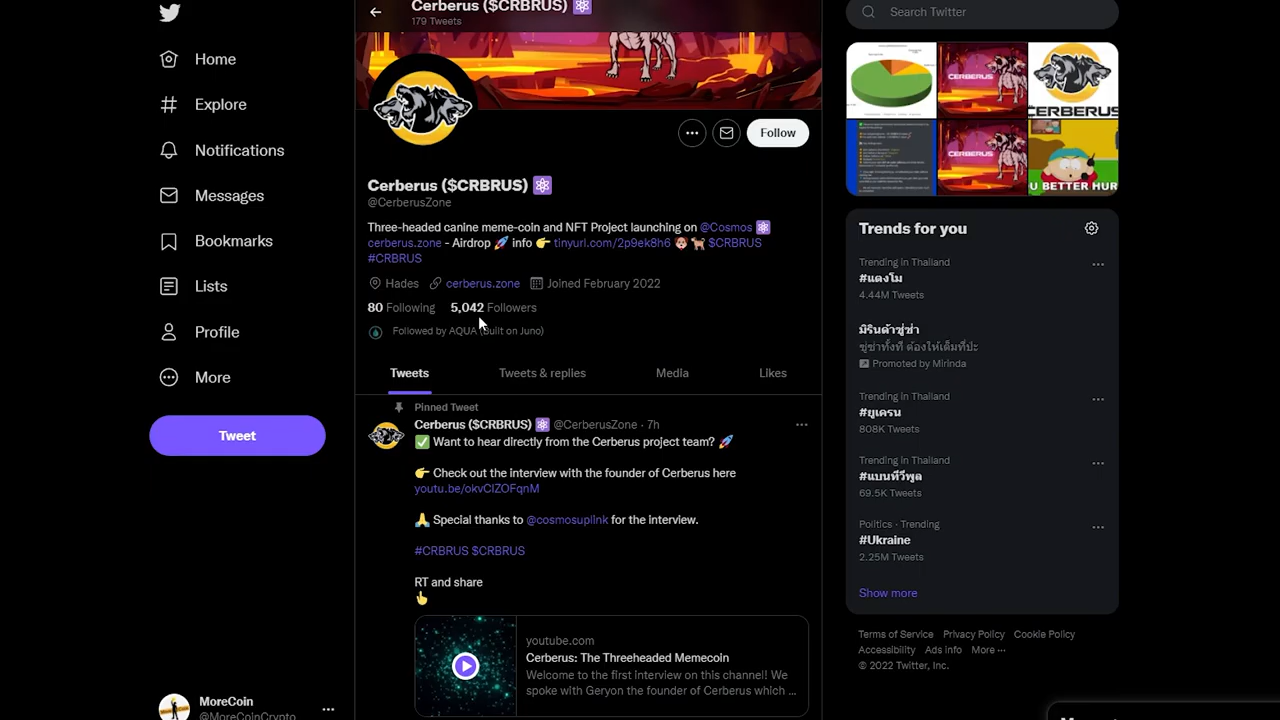 Home
Explore
Notifications
Messages
Bookmarks
Lists
Profile
More
Tweet
MoreCoin
@MoreCoinCrypto
Cerberus ($CRBRUS)
179 Tweets
Follow
Cerberus ($CRBRUS)
@CerberusZone
Three-headed canine meme-coin and NFT Project launching on @Cosmos
cerberus.zone - Airdrop 🚀 info 👉 tinyurl.com/2p9ek8h6 🐶 🐕 $CRBRUS
#CRBRUS
Hades cerberus.zone Joined February 2022
80 Following 5,042 Followers
Followed by AQUA (Built on Juno)
Tweets Tweets & replies Media Likes
Pinned Tweet
Cerberus ($CRBRUS) @CerberusZone · 7h
✅ Want to hear directly from the Cerberus project team? 🚀
👉 Check out the interview with the founder of Cerberus here
youtu.be/okvCIZOFqnM
🙏 Special thanks to @cosmosuplink for the interview.
#CRBRUS $CRBRUS
RT and share
👆
youtube.com
Cerberus: The Threeheaded Memecoin
Welcome to the first interview on this channel! We
spoke with Geryon the founder of Cerberus which ...
Search Twitter
CERBERUS
CERBERUS
CERBERUS
U BETTER HUR
Trends for you
Trending in Thailand
#แตงโม
4.44M Tweets
มิรินด้าซู่ซ่า
ซู่ซ่าทั้งที ต้องให้เต็มที่ปะ
Promoted by Mirinda
Trending in Thailand
#ยูเครน
808K Tweets
Trending in Thailand
#แบนทีวีพูล
69.5K Tweets
Politics · Trending
#Ukraine
2.25M Tweets
Show more
Terms of Service Privacy Policy Cookie Policy
Accessibility Ads info More ···
© 2022 Twitter, Inc.